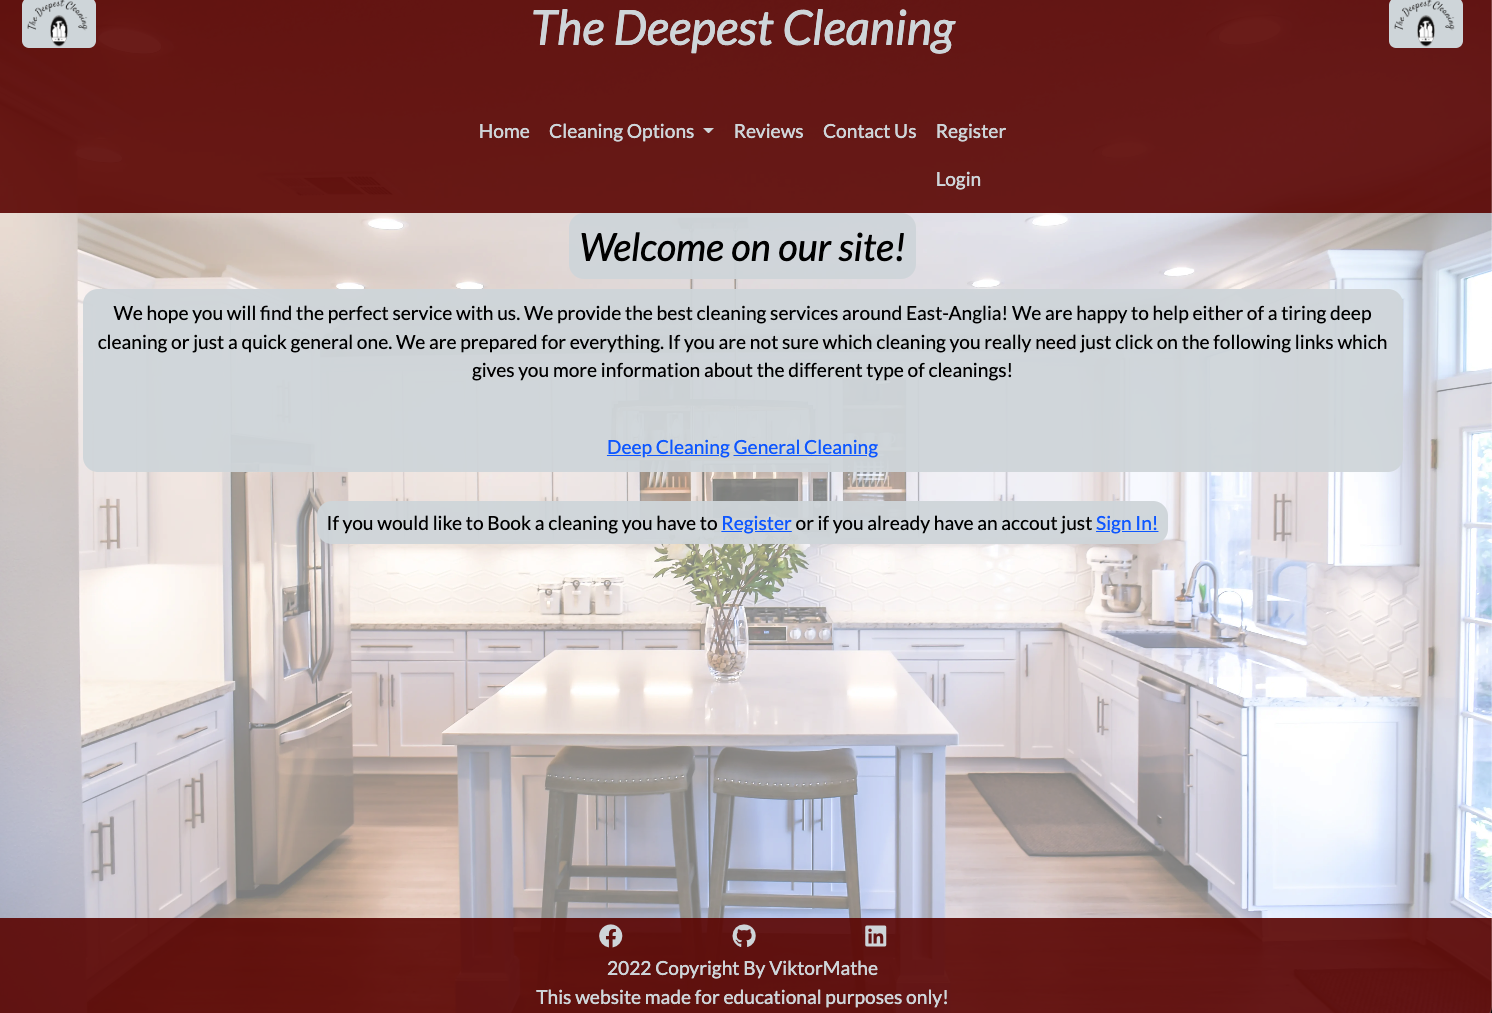 The Deepest Cleaning
The Deepest Cleaning
The Deepest Cleaning
Home Cleaning Options Reviews Contact Us Register
Login
Welcome on our site!
We hope you will find the perfect service with us. We provide the best cleaning services around East-Anglia! We are happy to help either of a tiring deep
cleaning or just a quick general one. We are prepared for everything. If you are not sure which cleaning you really need just click on the following links which
gives you more information about the different type of cleanings!
Deep Cleaning General Cleaning
If you would like to Book a cleaning you have to Register or if you already have an accout just Sign In!
2022 Copyright By ViktorMathe
This website made for educational purposes only!